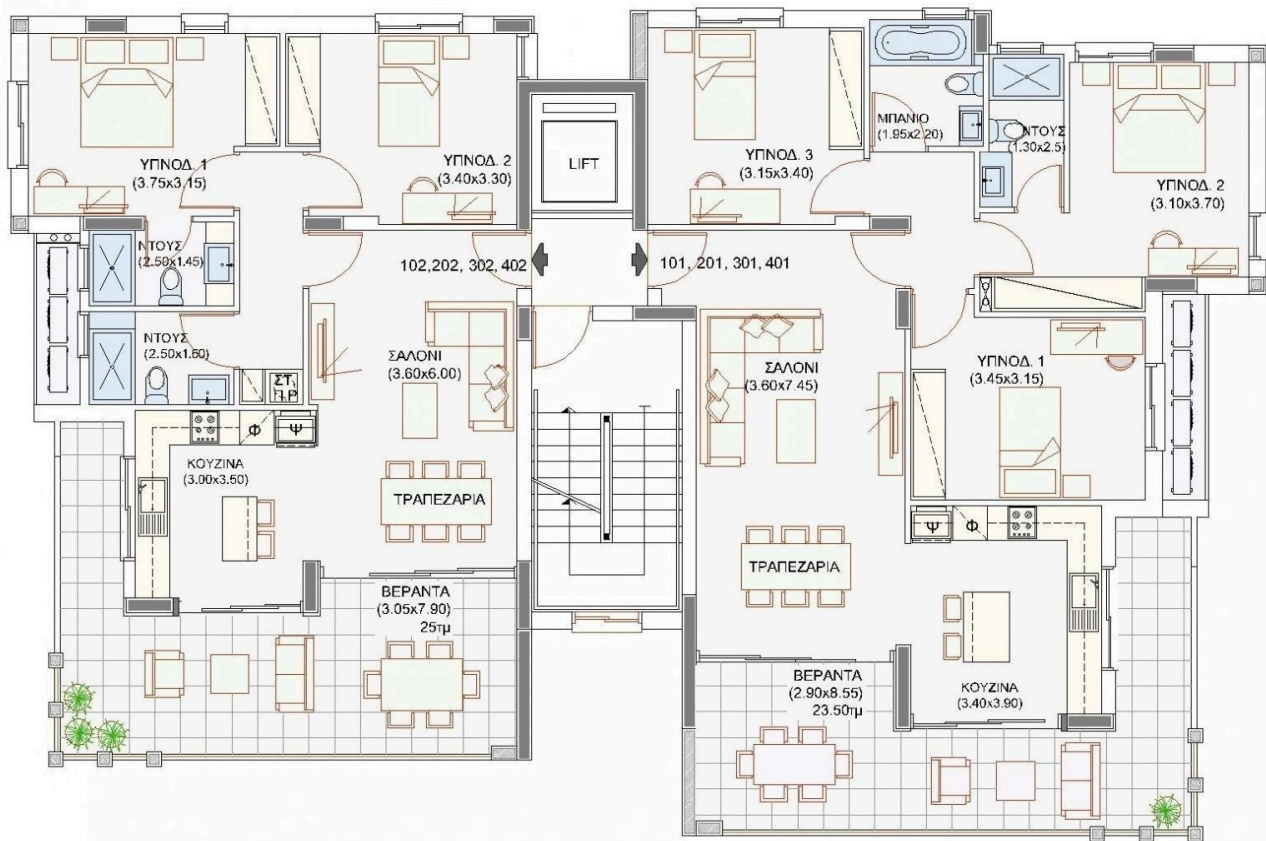 ΥΠΝΟΔ. 1
(3.75x3.15)
ΥΠΝΟΔ. 2
(3.40x3.30)
LIFT
ΥΠΝΟΔ. 3
(3.15x3.40)
ΜΠΑΝΙΟ
(1.95x2.20)
ΝΤΟΥΣ
(1.30x2.5)
ΥΠΝΟΔ. 2
(3.10x3.70)
ΝΤΟΥΣ
(2.50x1.45)
102,202, 302, 402
101, 201, 301, 401
ΝΤΟΥΣ
(2.50x1.60)
ΣΑΛΟΝΙ
(3.60x6.00)
ΣΑΛΟΝΙ
(3.60x7.45)
ΥΠΝΟΔ. 1
(3.45x3.15)
ΣΤ.
Π.Ρ
Φ
Ψ
ΚΟΥΖΙΝΑ
(3.00x3.50)
ΤΡΑΠΕΖΑΡΙΑ
Ψ
Φ
ΤΡΑΠΕΖΑΡΙΑ
ΒΕΡΑΝΤΑ
(3.05x7.90)
25τμ
ΒΕΡΑΝΤΑ
(2.90x8.55)
23.50τμ
ΚΟΥΖΙΝΑ
(3.40x3.90)